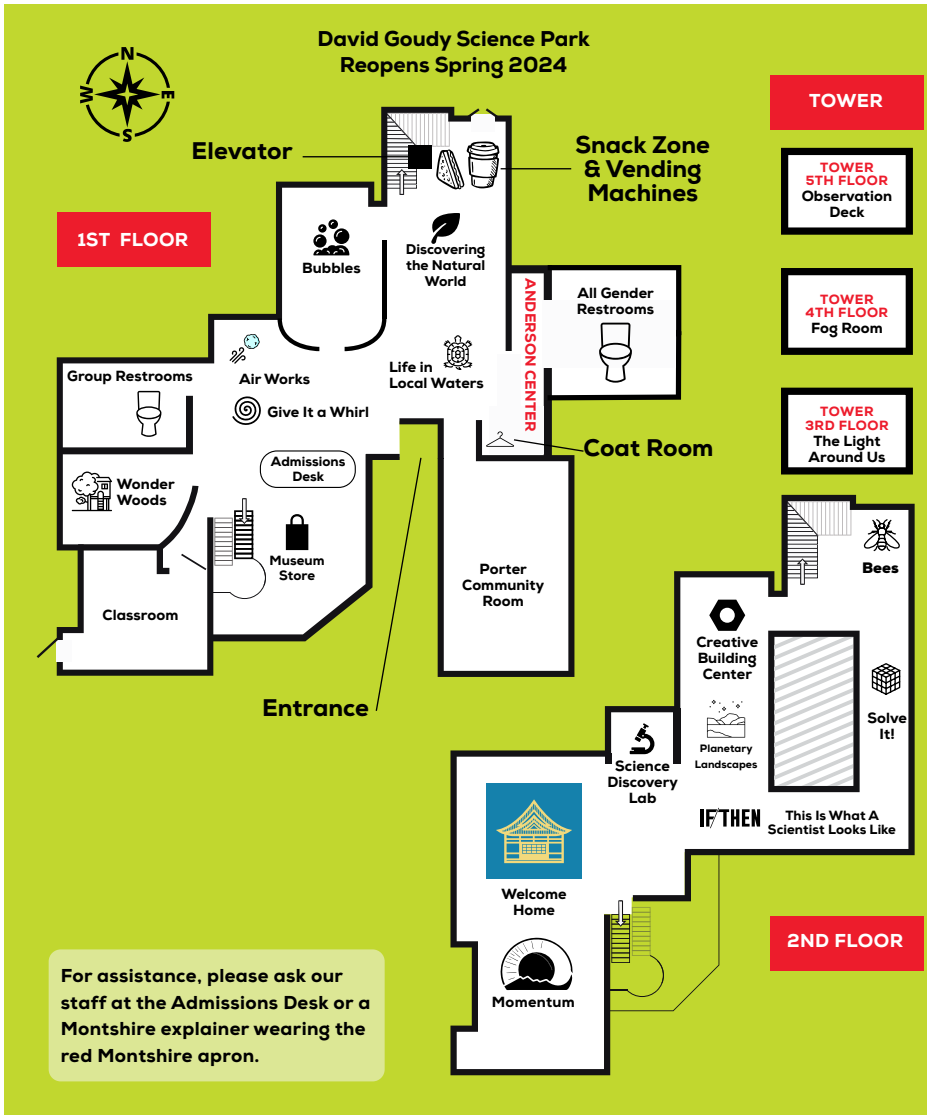 David Goudy Science Park
Reopens Spring 2024
N
E
S
W
TOWER
Elevator
Snack Zone
& Vending
Machines
TOWER
5TH FLOOR
Observation
Deck
1ST FLOOR
Bubbles
Discovering
the Natural
World
ANDERSON CENTER
All Gender
Restrooms
TOWER
4TH FLOOR
Fog Room
Group Restrooms
Air Works
Life in
Local Waters
Give It a Whirl
TOWER
3RD FLOOR
The Light
Around Us
Coat Room
Admissions
Desk
Wonder
Woods
Museum
Store
Classroom
Porter
Community
Room
Entrance
Bees
Creative
Building
Center
Solve
It!
Planetary
Landscapes
Science
Discovery
Lab
IF/THEN
This Is What A
Scientist Looks Like
Welcome
Home
Momentum
2ND FLOOR
For assistance, please ask our
staff at the Admissions Desk or a
Montshire explainer wearing the
red Montshire apron.